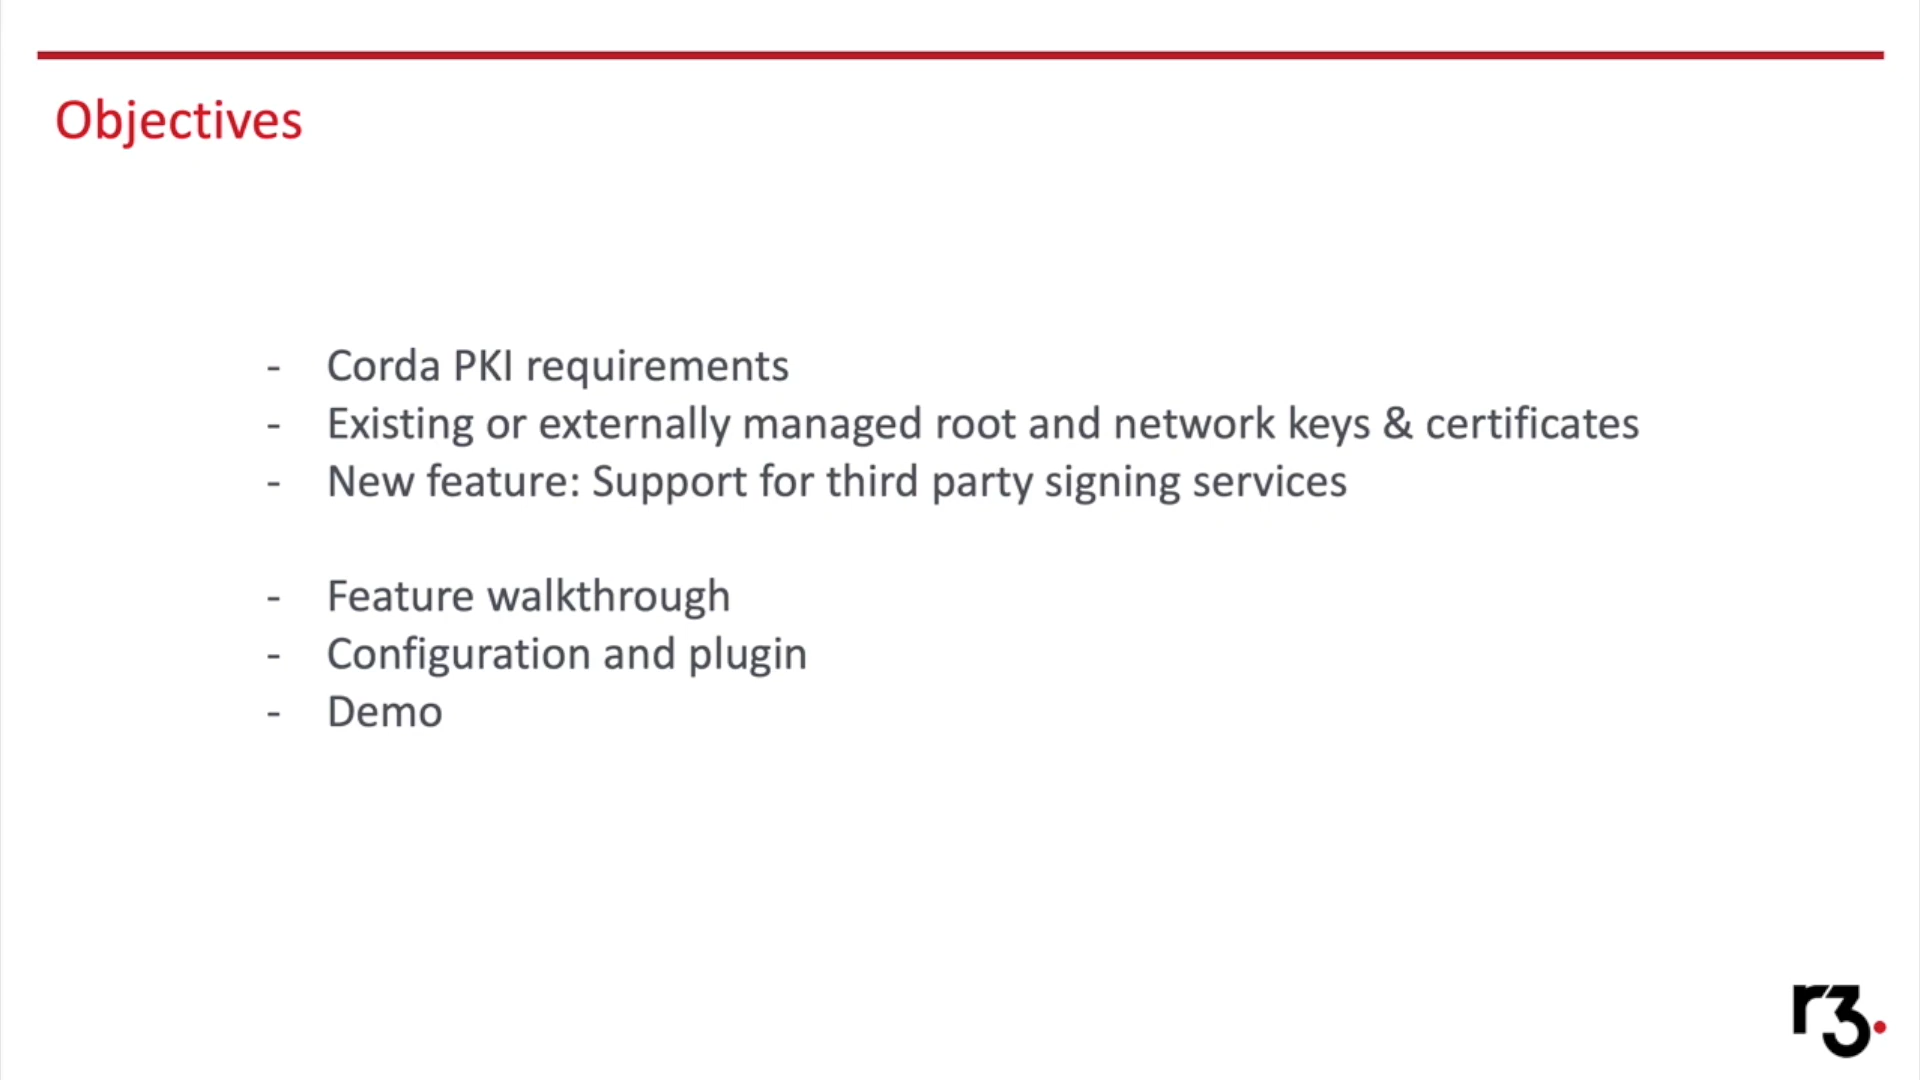 Objectives
- Corda PKI requirements
- Existing or externally managed root and network keys & certificates
- New feature: Support for third party signing services
- Feature walkthrough
- Configuration and plugin
- Demo
r3.